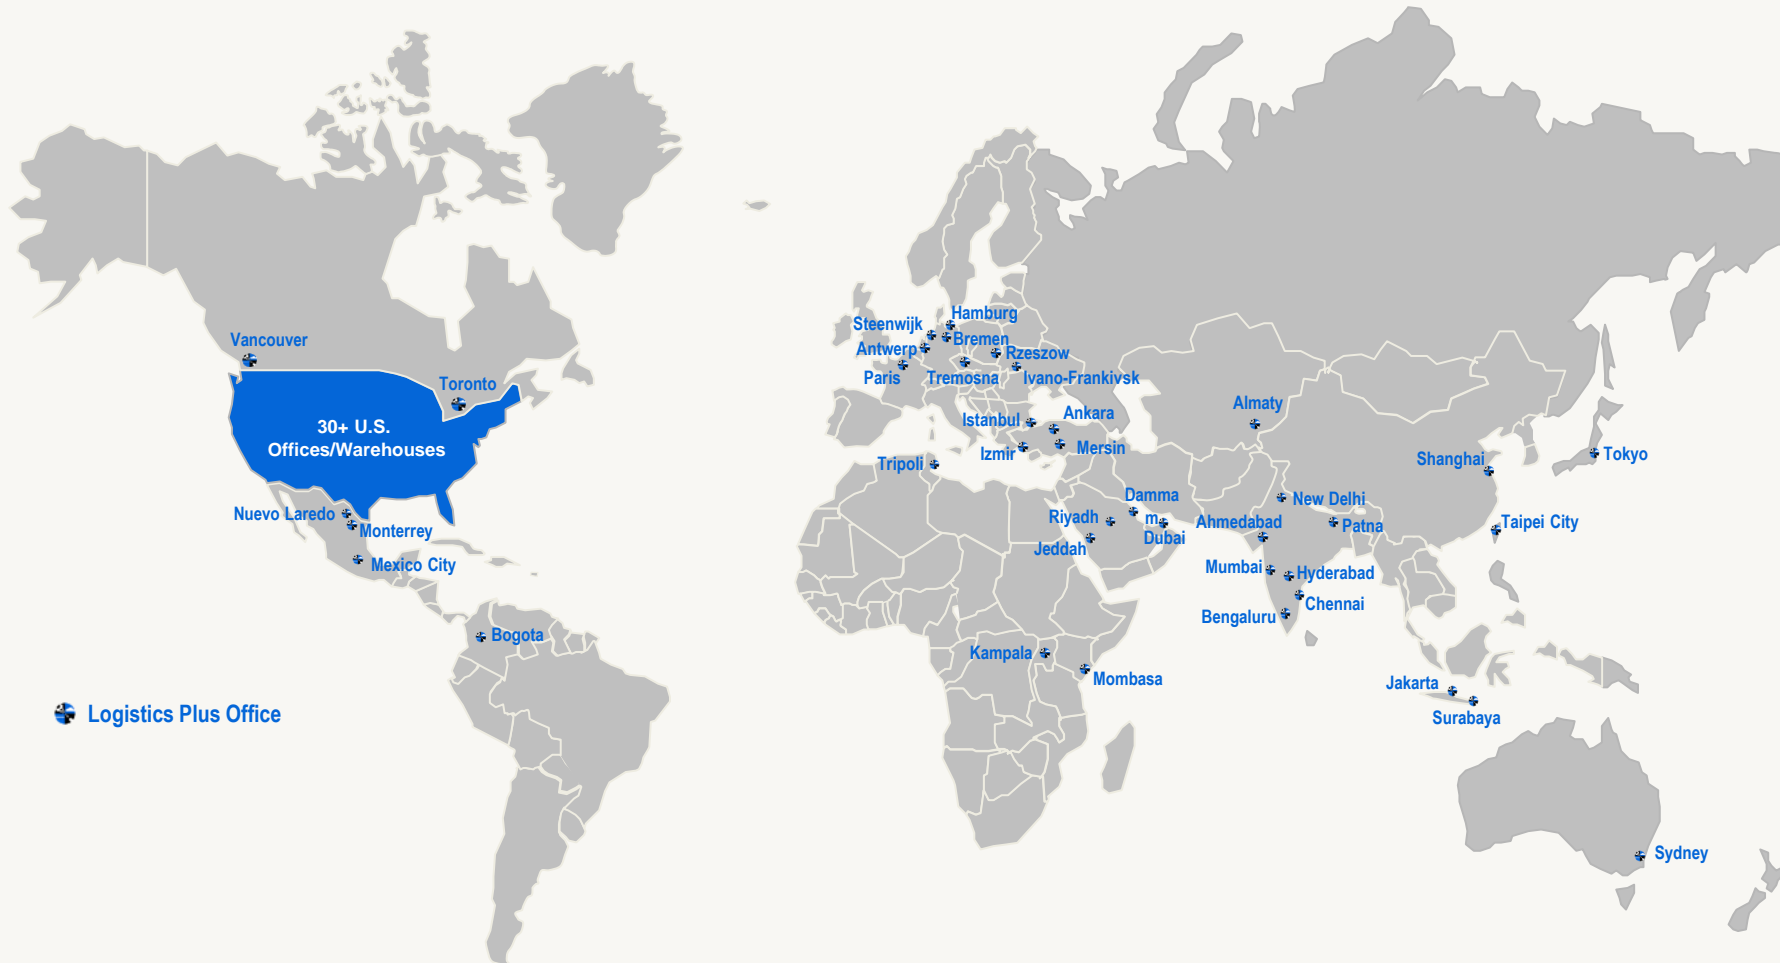 Vancouver
Toronto
30+ U.S.
Offices/Warehouses
Nuevo Laredo
Monterrey
Mexico City
Bogota
Logistics Plus Office
Hamburg
Steenwijk
Bremen
Antwerp
Rzeszow
Paris
Tremosna
Ivano-Frankivsk
Istanbul
Ankara
Izmir
Mersin
Tripoli
Almaty
Shanghai
Tokyo
Damma
m
Riyadh
Jeddah
Dubai
New Delhi
Ahmedabad
Patna
Taipei City
Mumbai
Hyderabad
Chennai
Bengaluru
Kampala
Mombasa
Jakarta
Surabaya
Sydney